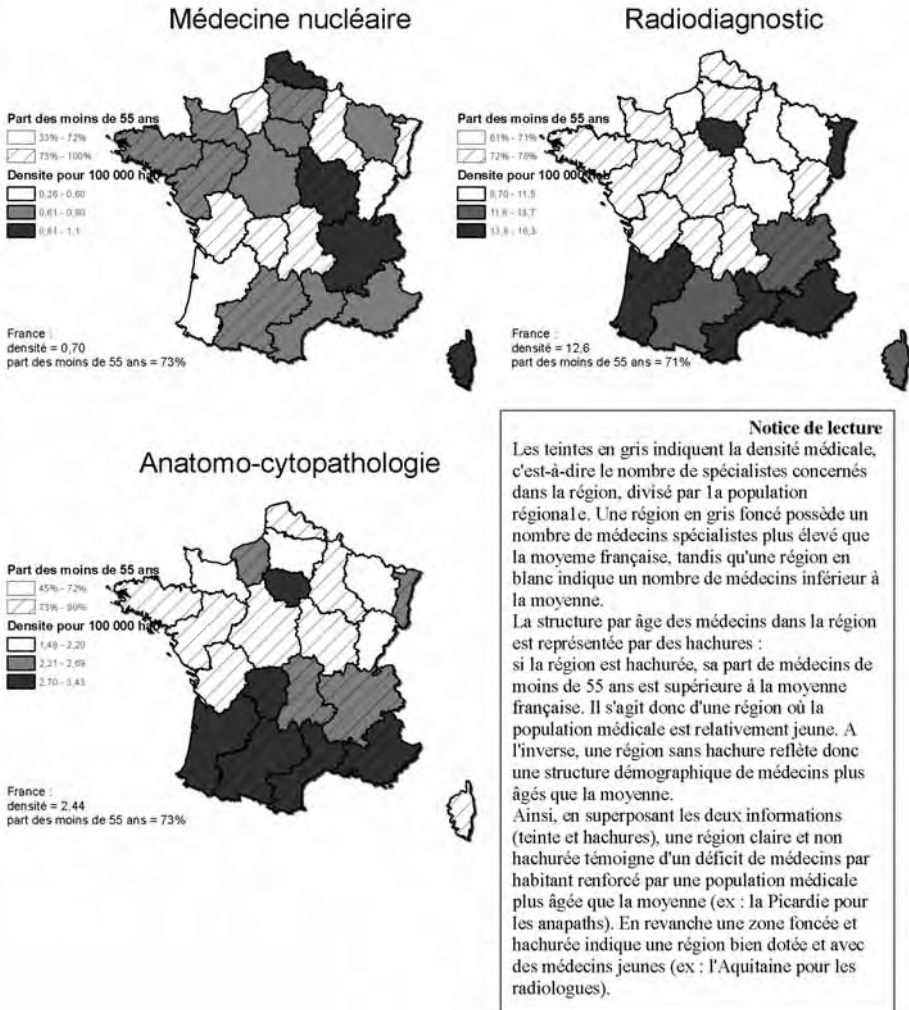 Médecine nucléaire
Part des moins de 55 ans
33% - 72%
73% - 100%
Densite pour 100 000 hab
0,26 - 0,60
0,61 - 0,80
0,81 - 1,1
France :
densité = 0,70
part des moins de 55 ans = 73%
Radiodiagnostic
Part des moins de 55 ans
61% - 71%
72% - 78%
Densite pour 100 000 hab
8,70 - 11,5
11,6 - 13,7
13,8 - 16,3
France :
densité = 12,6
part des moins de 55 ans = 71%
Anatomo-cytopathologie
Part des moins de 55 ans
45% - 72%
73% - 90%
Densite pour 100 000 hab
1,48 - 2,20
2,21 - 2,69
2,70 - 3,43
France :
densité = 2,44
part des moins de 55 ans = 73%
Notice de lecture
Les teintes en gris indiquent la densité médicale,
c'est-à-dire le nombre de spécialistes concernés
dans la région, divisé par 1a population
régiona1e. Une région en gris foncé possède un
nombre de médecins spécialistes plus élevé que
la moyeme française, tandis qu'une région en
blanc indique un nombre de médecins inférieur à
la moyenne.
La structure par âge des médecins dans la région
est représentée par des hachures :
si la région est hachurée, sa part de médecins de
moins de 55 ans est supérieure à la moyenne
française. Il s'agit donc d'une région où la
population médicale est relativement jeune. A
l'inverse, une région sans hachure reflète donc
une structure démographique de médecins plus
âgés que la moyenne.
Ainsi, en superposant les deux informations
(teinte et hachures), une région claire et non
hachurée témoigne d'un déficit de médecins par
habitant renforcé par une population médicale
plus âgée que la moyenne (ex : la Picardie pour
les anapaths). En revanche une zone foncée et
hachurée indique une région bien dotée et avec
des médecins jeunes (ex : l'Aquitaine pour les
radiologues).